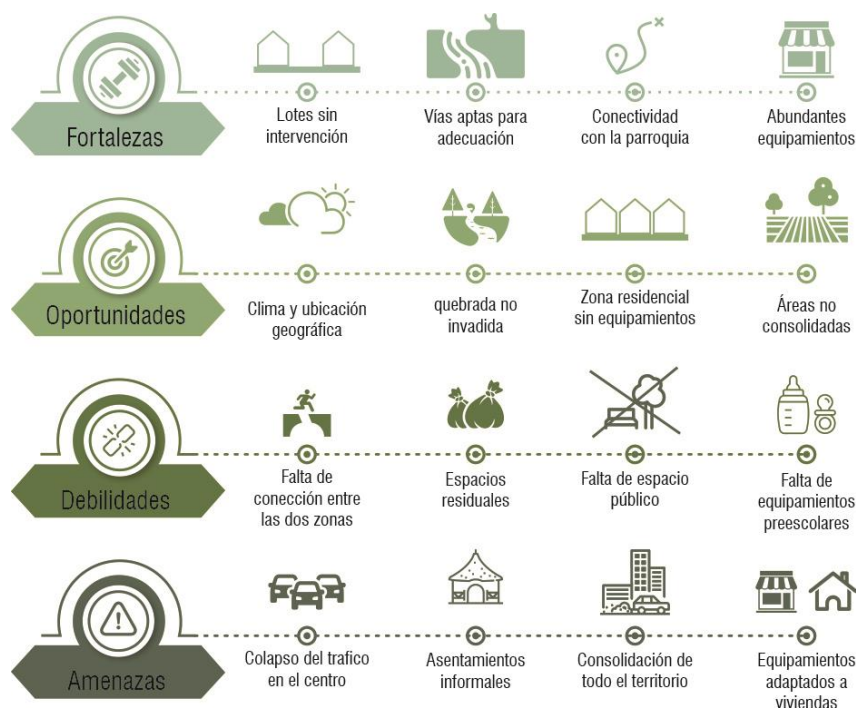 Fortalezas
Lotes sin
intervención
Vías aptas para
adecuación
Conectividad
con la parroquia
Abundantes
equipamientos
Oportunidades
Clima y ubicación
geográfica
quebrada no
invadida
Zona residencial
sin equipamientos
Áreas no
consolidadas
Debilidades
Falta de
conección entre
las dos zonas
Espacios
residuales
Falta de espacio
público
Falta de
equipamientos
preescolares
Amenazas
Colapso del trafico
en el centro
Asentamientos
informales
Consolidación de
todo el territorio
Equipamientos
adaptados a
viviendas